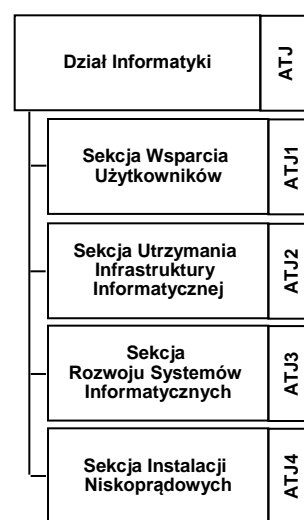 Dział Informatyki
ATJ
Sekcja Wsparcia
Użytkowników
ATJ1
Sekcja Utrzymania
Infrastruktury
Informatycznej
ATJ2
Sekcja
Rozwoju Systemów
Informatycznych
ATJ3
Sekcja Instalacji
Niskoprądowych
ATJ4